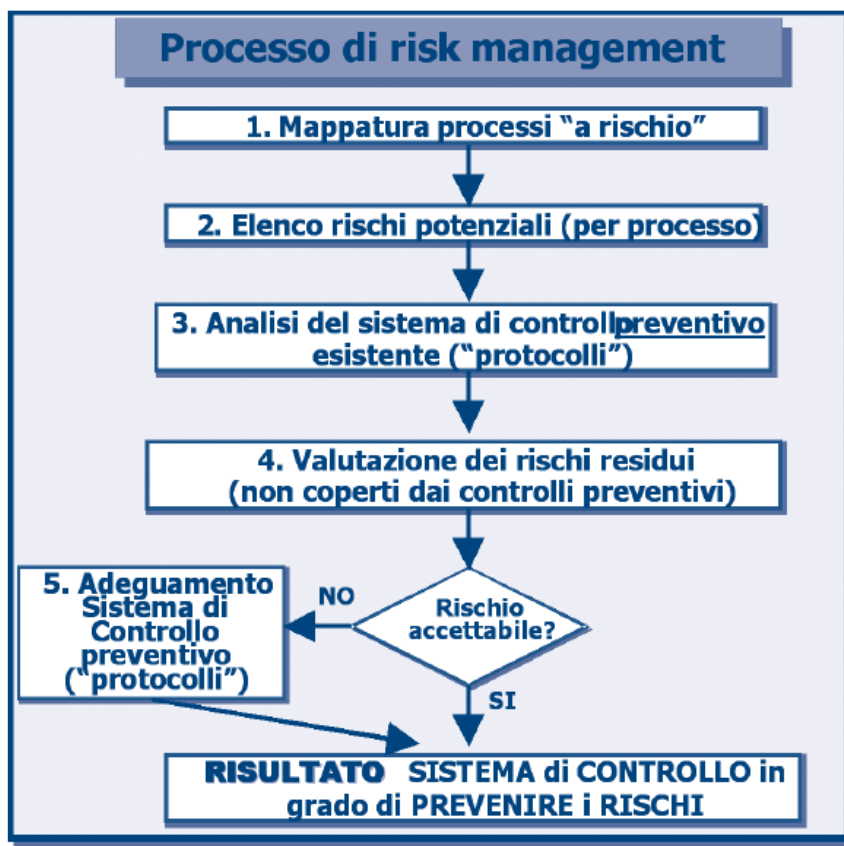 Processo di risk management
1. Mappatura processi “a rischio”
2. Elenco rischi potenziali (per processo)
3. Analisi del sistema di controllo preventivo
esistente (“protocolli”)
4. Valutazione dei rischi residui
(non coperti dai controlli preventivi)
5. Adeguamento
Sistema di
Controllo
preventivo
(“protocolli”)
NO
Rischio
accettabile?
SI
RISULTATO SISTEMA di CONTROLLO in
grado di PREVENIRE i RISCHI